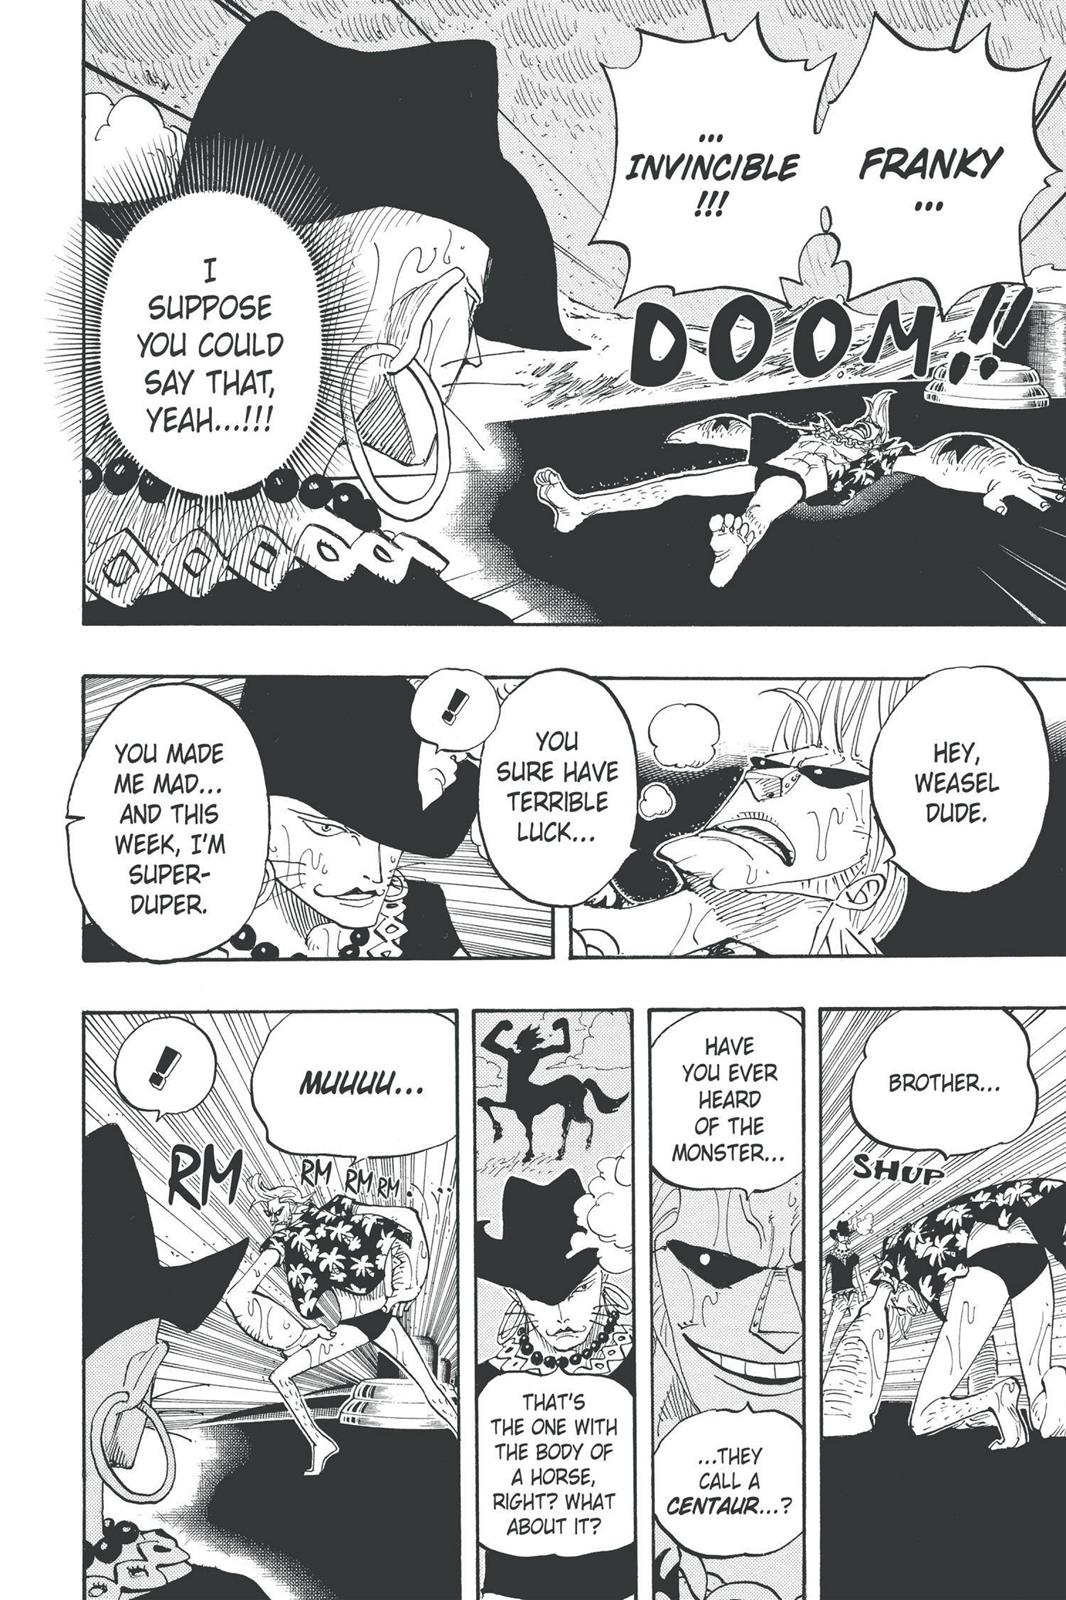 FRANKY
...
...
INVINCIBLE
!!!
DOOM!!
I
SUPPOSE
YOU COULD
SAY THAT,
YEAH...!!!
HEY,
WEASEL
DUDE.
YOU
SURE HAVE
TERRIBLE
LUCK...
!
YOU MADE
ME MAD...
AND THIS
WEEK, I'M
SUPER-
DUPER.
BROTHER...
SHUP
HAVE
YOU EVER
HEARD
OF THE
MONSTER...
...THEY
CALL A
CENTAUR...?
THAT'S
THE ONE WITH
THE BODY OF
A HORSE,
RIGHT? WHAT
ABOUT IT?
MUUUU...
!
RM
RM RM RM. . ...